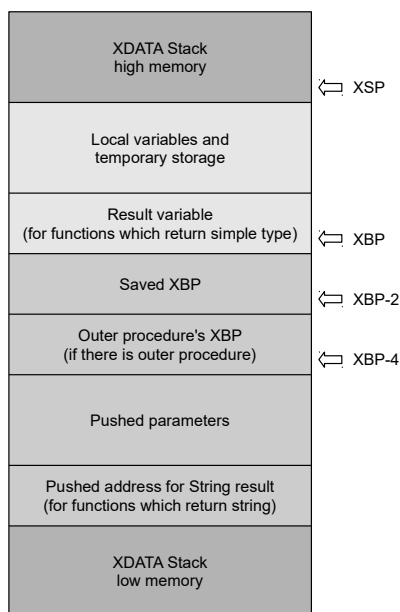 XDATA Stack
high memory
XSP
Local variables and
temporary storage
Result variable
(for functions which return simple type)
XBP
Saved XBP
XBP-2
Outer procedure's XBP
(if there is outer procedure)
XBP-4
Pushed parameters
Pushed address for String result
(for functions which return string)
XDATA Stack
low memory